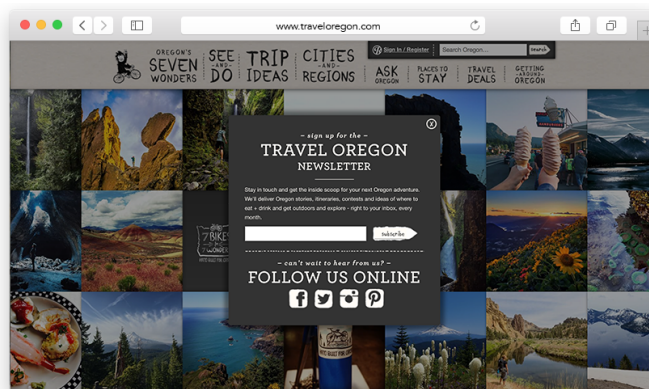 www.traveloregon.com
Sign In / Register
Search Oregon...
Search
OREGON'S
SEVEN
WONDERS
SEE
-AND-
DO
TRIP
IDEAS
CITIES
-AND-
REGIONS
ASK
OREGON
PLACES TO
STAY
TRAVEL
DEALS
GETTING
-AROUND-
OREGON
X
~ sign up for the ~
TRAVEL OREGON
NEWSLETTER
Stay in touch and get the inside scoop for your next Oregon adventure.
We'll deliver Oregon stories, itineraries, contests and ideas of where to
eat + drink and get outdoors and explore - right to your inbox, every
month.
subscribe
~ can't wait to hear from us? ~
FOLLOW US ONLINE
7 BIKES
7 WONDERS